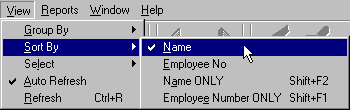 View Reports Window Help
Group By
Sort By Name
Select Employee No
Auto Refresh Name ONLY Shift+F2
Refresh Ctrl+R Employee Number ONLY Shift+F1